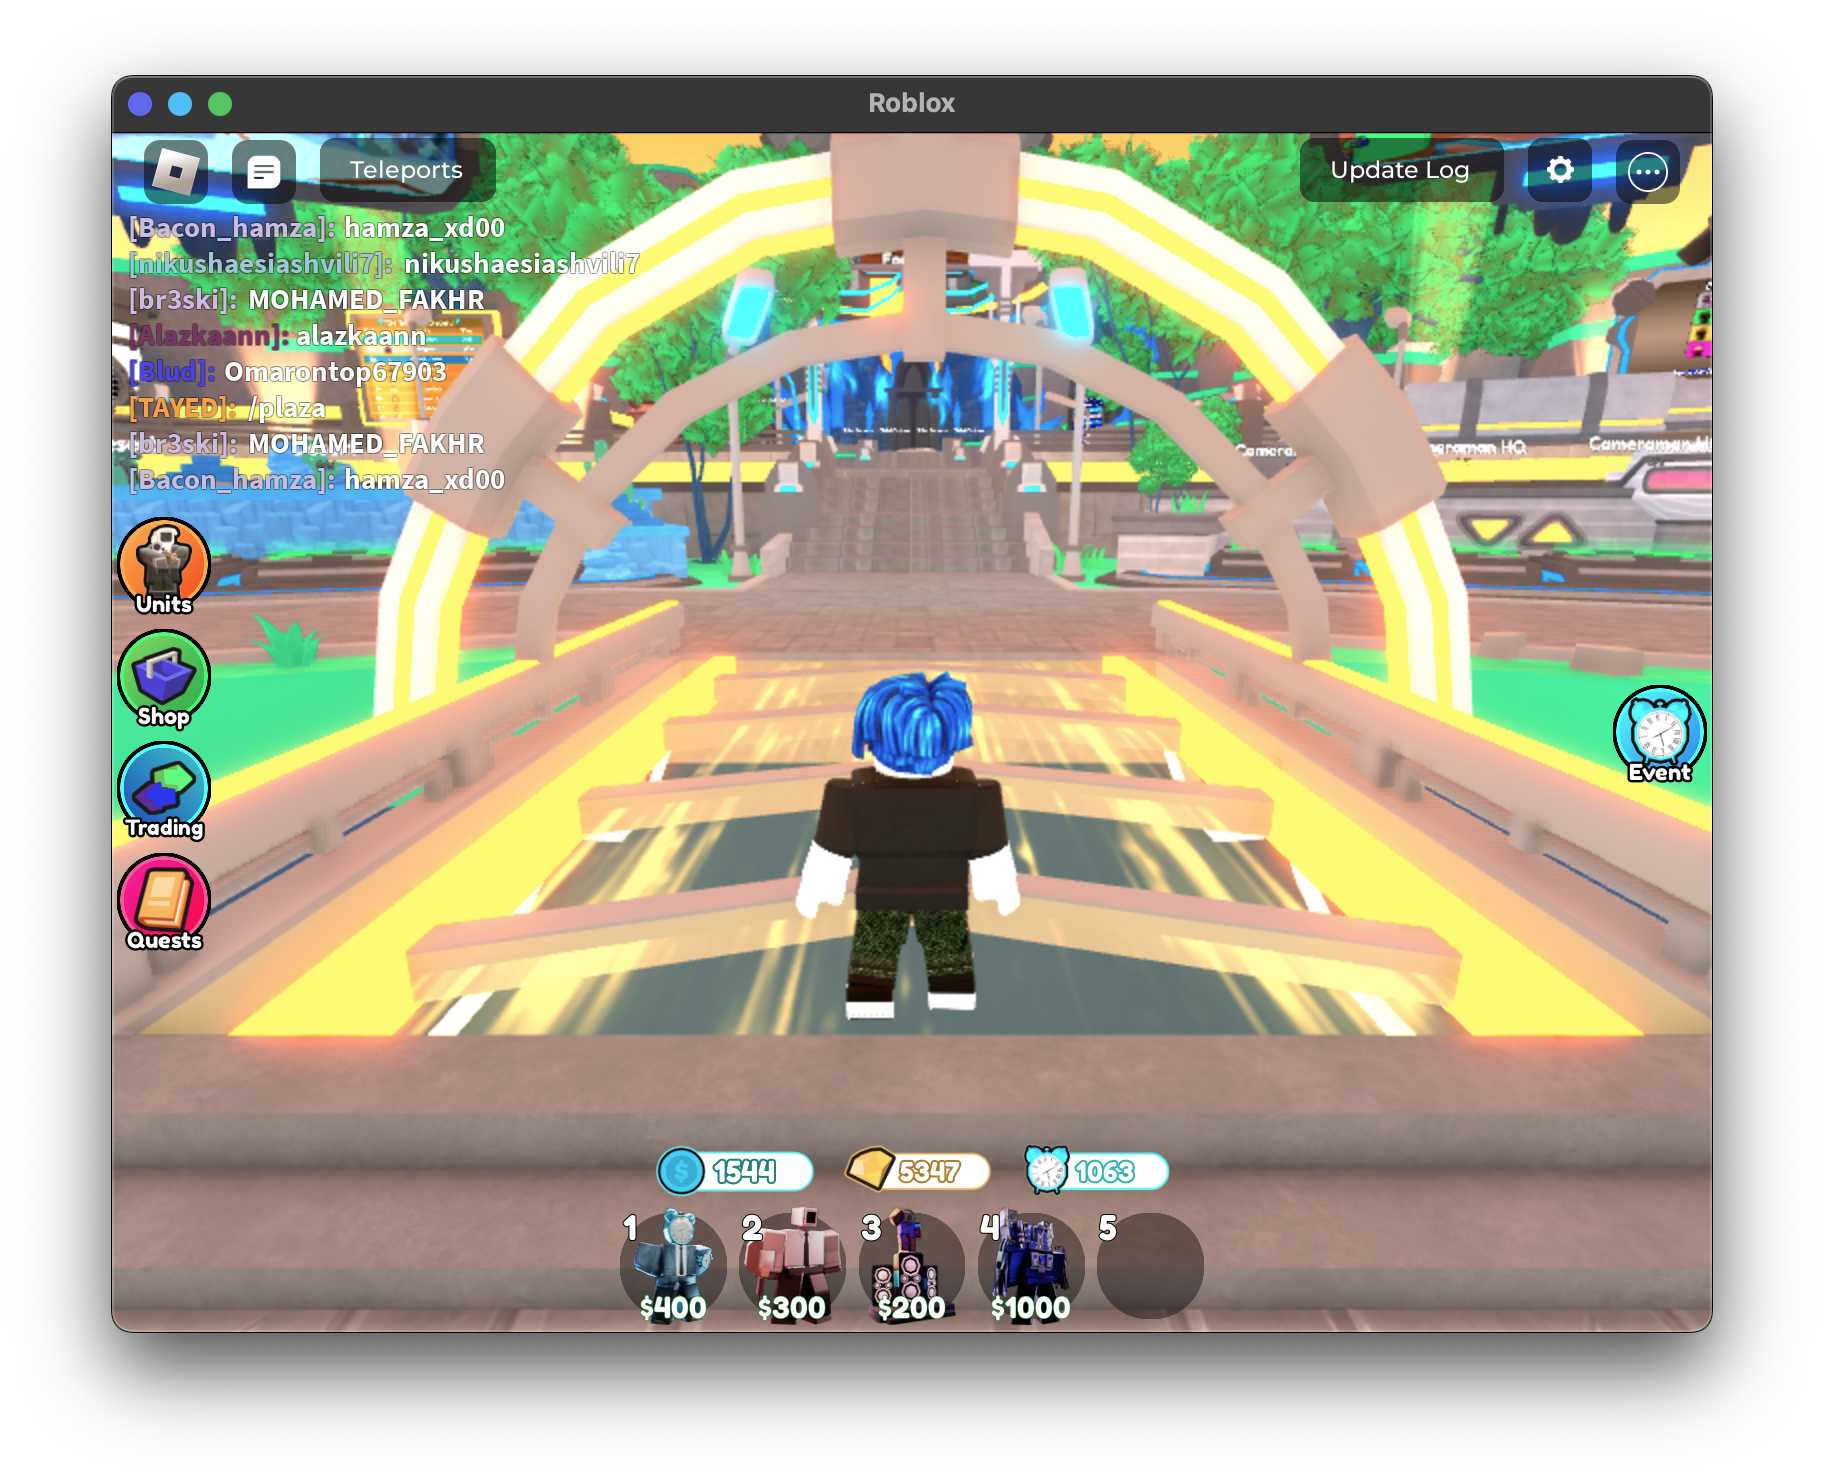 Roblox
Teleports
Update Log
[Bacon_hamza]: hamza_xd00
[nikushaesiashvili7]: nikushaesiashvili7
[br3ski]: MOHAMED_FAKHR
[Alazkaann]: alazkaann
[Blud]: Omarontop67903
[TAYED]: /plaza
[br3ski]: MOHAMED_FAKHR
[Bacon_hamza]: hamza_xd00
Cameraman
Units
Shop
Trading
Quests
Event
1544
5347
1063
1
2
3
4
5
$400
$300
$200
$1000